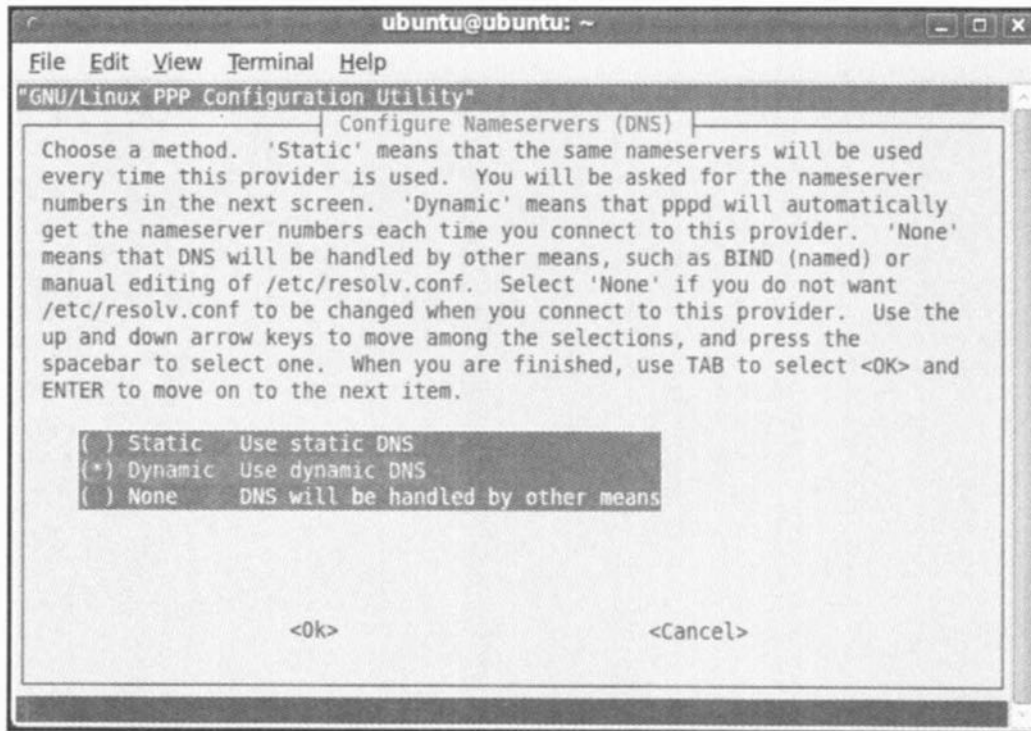 ubuntu@ubuntu: ~
File Edit View Terminal Help
"GNU/Linux PPP Configuration Utility"
Configure Nameservers (DNS)
Choose a method.  'Static' means that the same nameservers will be used
every time this provider is used.  You will be asked for the nameserver
numbers in the next screen.  'Dynamic' means that pppd will automatically
get the nameserver numbers each time you connect to this provider.  'None'
means that DNS will be handled by other means, such as BIND (named) or
manual editing of /etc/resolv.conf.  Select 'None' if you do not want
/etc/resolv.conf to be changed when you connect to this provider.  Use the
up and down arrow keys to move among the selections, and press the
spacebar to select one.  When you are finished, use TAB to select <OK> and
ENTER to move on to the next item.
( ) Static   Use static DNS
(*) Dynamic  Use dynamic DNS
( ) None     DNS will be handled by other means
<Ok> <Cancel>